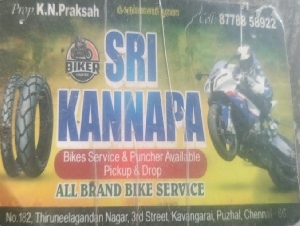 Prop K.N.Praksah
Cell: 87788 58922
BIKER
SRI
KANNAPA
Bikes Service & Puncher Available
Pickup & Drop
ALL BRAND BIKE SERVICE
No.182, Thiruneelagandan Nagar, 3rd Street, Kavangarai, Puzhal, Chennai - 66